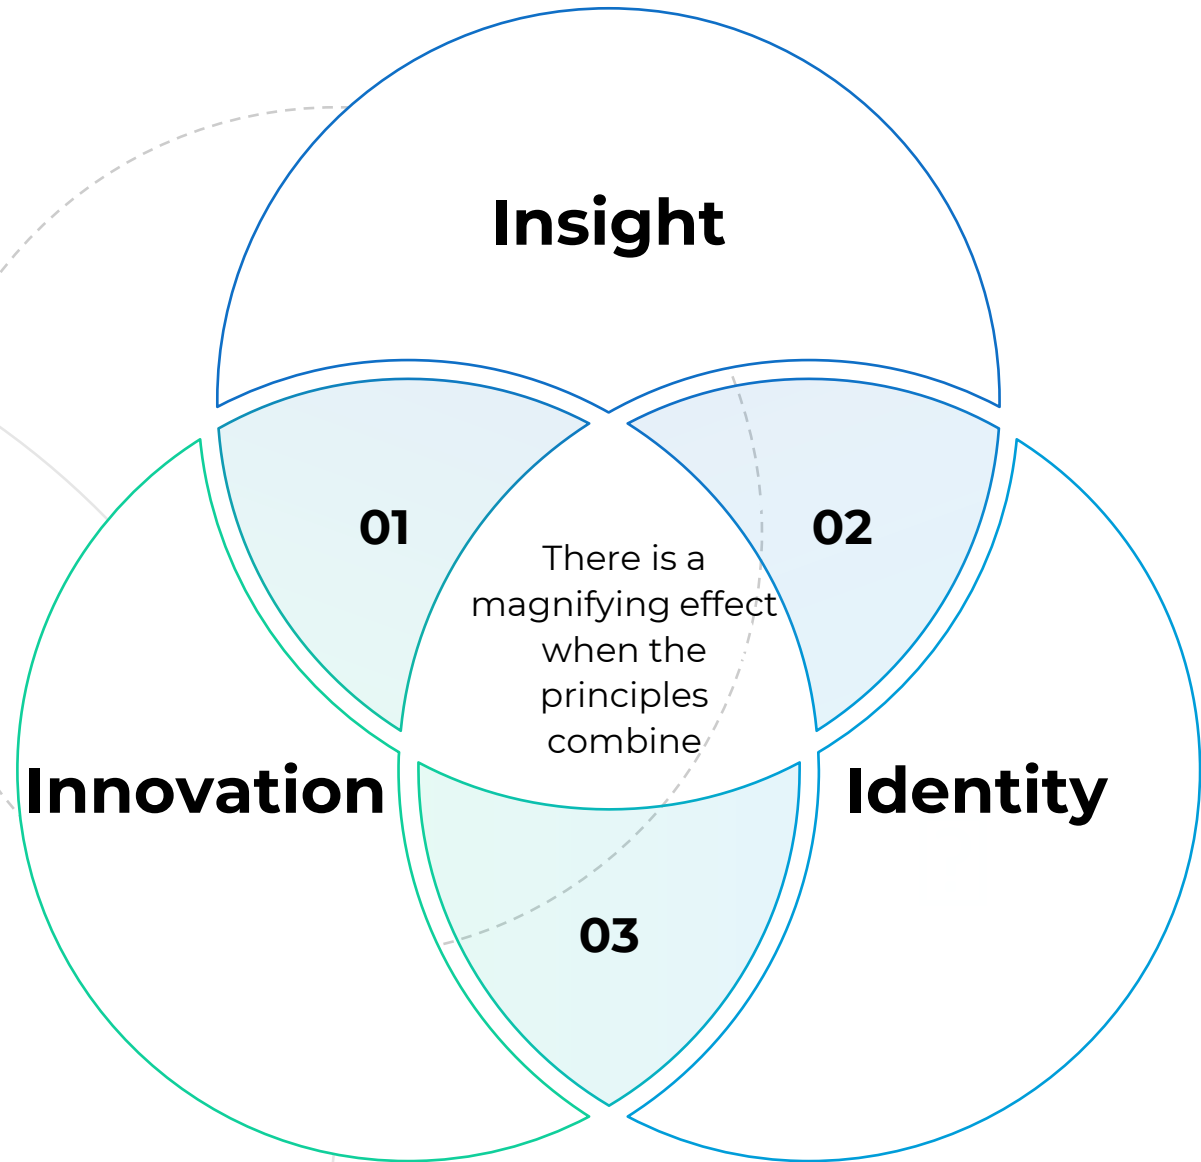 Insight
01
02
There is a
magnifying effect
when the
principles
combine
Innovation
Identity
03